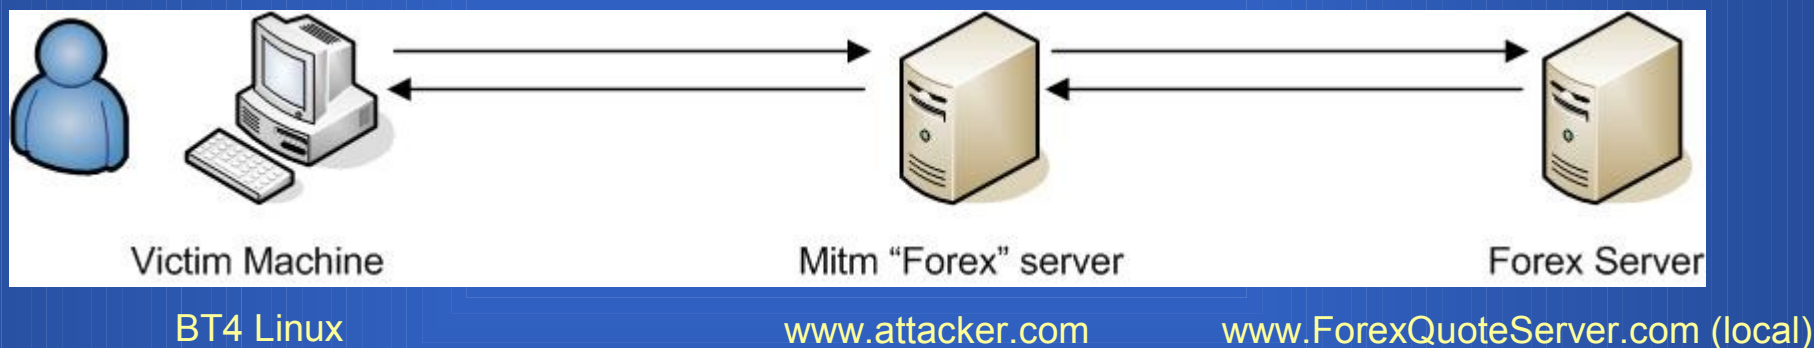 Victim Machine
Mitm “Forex” server
Forex Server
BT4 Linux
www.attacker.com
www.ForexQuoteServer.com (local)